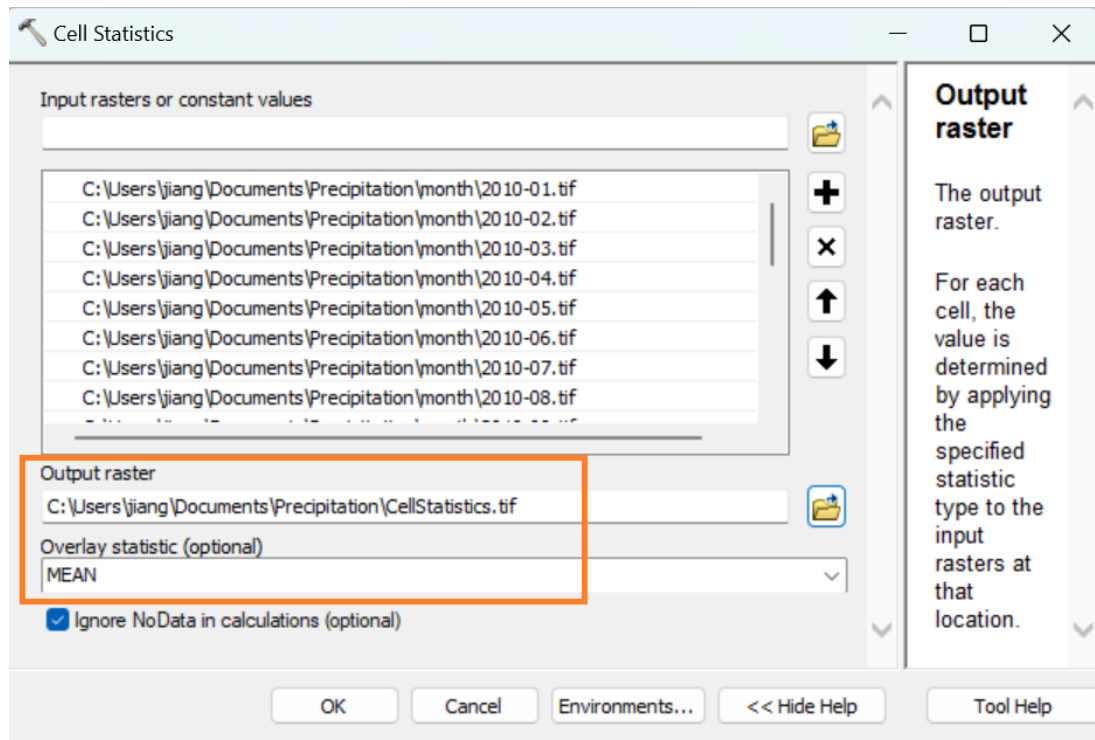 Cell Statistics
Input rasters or constant values
C:\Users\jiang\Documents\Precipitation\month\2010-01.tif
C:\Users\jiang\Documents\Precipitation\month\2010-02.tif
C:\Users\jiang\Documents\Precipitation\month\2010-03.tif
C:\Users\jiang\Documents\Precipitation\month\2010-04.tif
C:\Users\jiang\Documents\Precipitation\month\2010-05.tif
C:\Users\jiang\Documents\Precipitation\month\2010-06.tif
C:\Users\jiang\Documents\Precipitation\month\2010-07.tif
C:\Users\jiang\Documents\Precipitation\month\2010-08.tif
Output raster
C:\Users\jiang\Documents\Precipitation\CellStatistics.tif
Overlay statistic (optional)
MEAN
Ignore NoData in calculations (optional)
OK
Cancel
Environments...
<< Hide Help
Output
raster
The output
raster.
For each
cell, the
value is
determined
by applying
the
specified
statistic
type to the
input
rasters at
that
location.
Tool Help